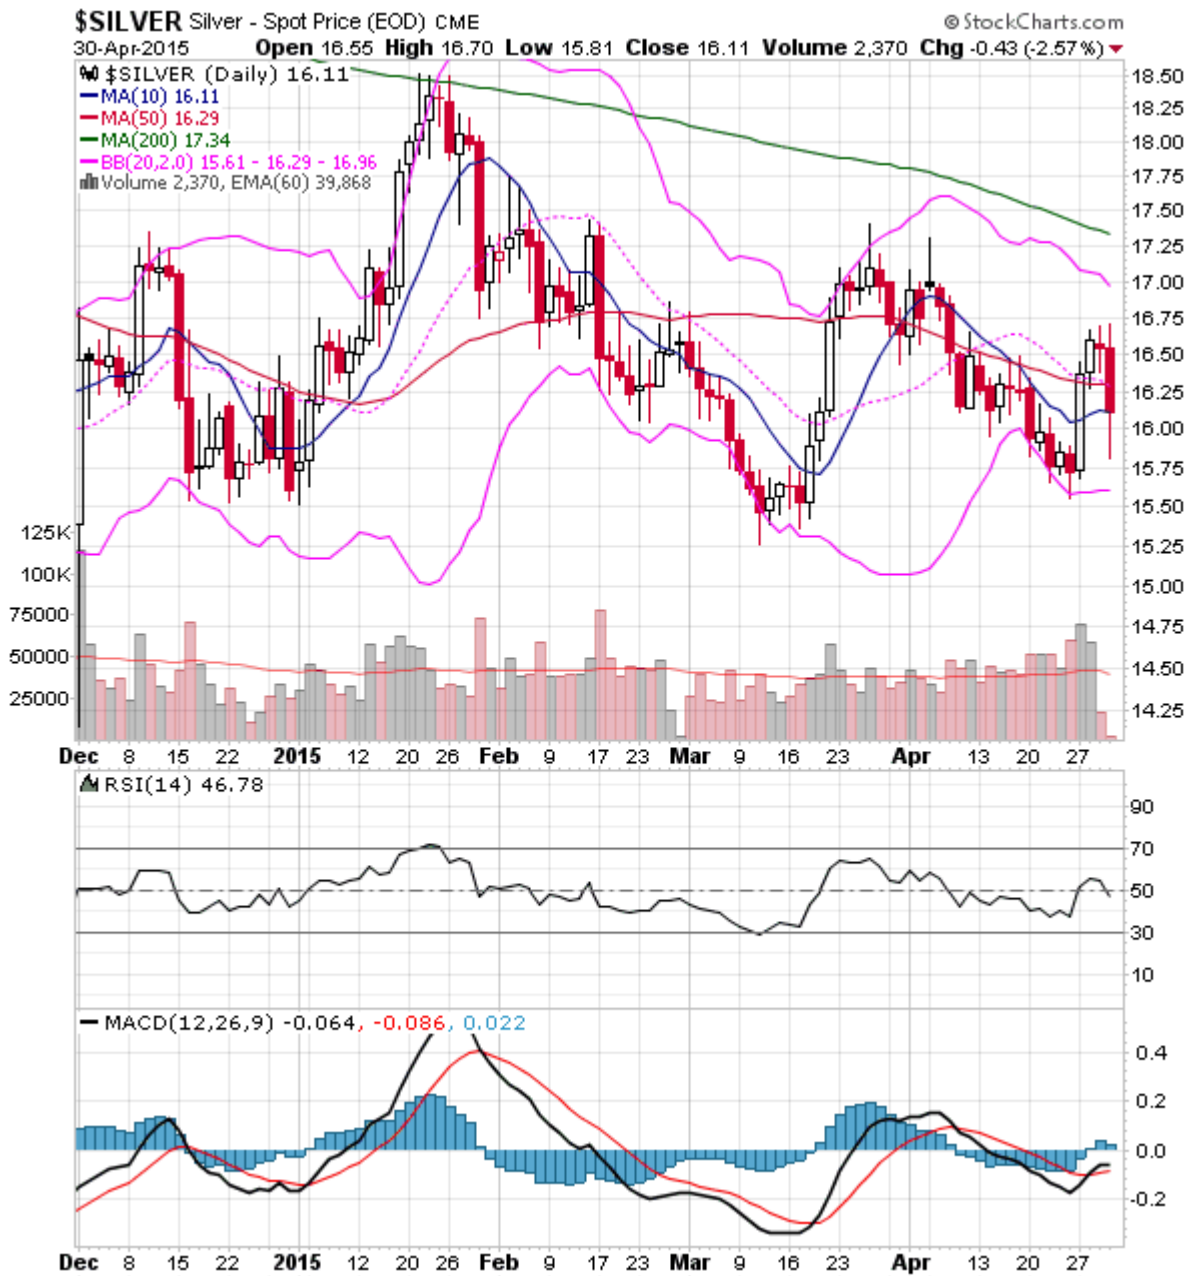 $SILVER Silver - Spot Price (EOD) CME © StockCharts.com
30-Apr-2015 Open 16.55 High 16.70 Low 15.81 Close 16.11 Volume 2,370 Chg -0.43 (-2.57%)
$SILVER (Daily) 16.11
MA(10) 16.11
MA(50) 16.29
MA(200) 17.34
BB(20,2.0) 15.61 - 16.29 - 16.96
Volume 2,370, EMA(60) 39,868
18.50
18.25
18.00
17.75
17.50
17.25
17.00
16.75
16.50
16.25
16.00
15.75
15.50
15.25
15.00
14.75
14.50
14.25
125K
100K
75000
50000
25000
Dec 8 15 22 2015 12 20 26 Feb 9 17 23 Mar 9 16 23 Apr 13 20 27
RSI(14) 46.78
90
70
50
30
10
MACD(12,26,9) -0.064, -0.086, 0.022
0.4
0.2
0.0
-0.2
Dec 8 15 22 2015 12 20 26 Feb 9 17 23 Mar 9 16 23 Apr 13 20 27